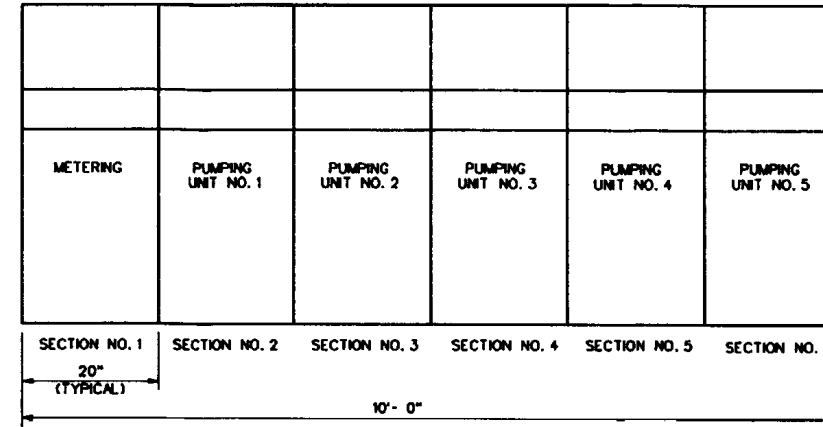 METERING
PUMPING
UNIT NO. 1
PUMPING
UNIT NO. 2
PUMPING
UNIT NO. 3
PUMPING
UNIT NO. 4
PUMPING
UNIT NO. 5
SECTION NO. 1
SECTION NO. 2
SECTION NO. 3
SECTION NO. 4
SECTION NO. 5
SECTION NO.
20"
(TYPICAL)
10'- 0"